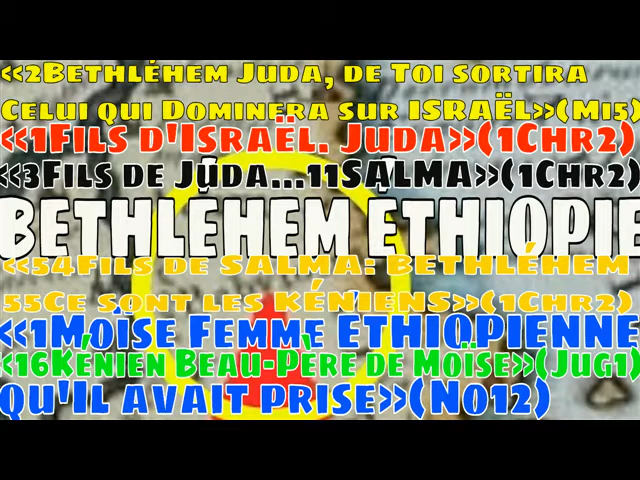 «2Bethléhem Juda, de Toi sortira
Celui qui Dominera sur ISRAËL»(Mi5)
«1Fils d'Israël. Juda»(1Chr2)
«3Fils de Juda...11SALMA»(1Chr2)
BETHLÉHEM ÉTHIOPIE
«54Fils de SALMA: BETHLÉHEM
55Ce sont les KÉNIENS»(1Chr2)
«1Moïse Femme ÉTHIOPIENNE
«16Kénien Beau-Père de Moïse»(Jug1)
Qu'Il avait prise»(No12)